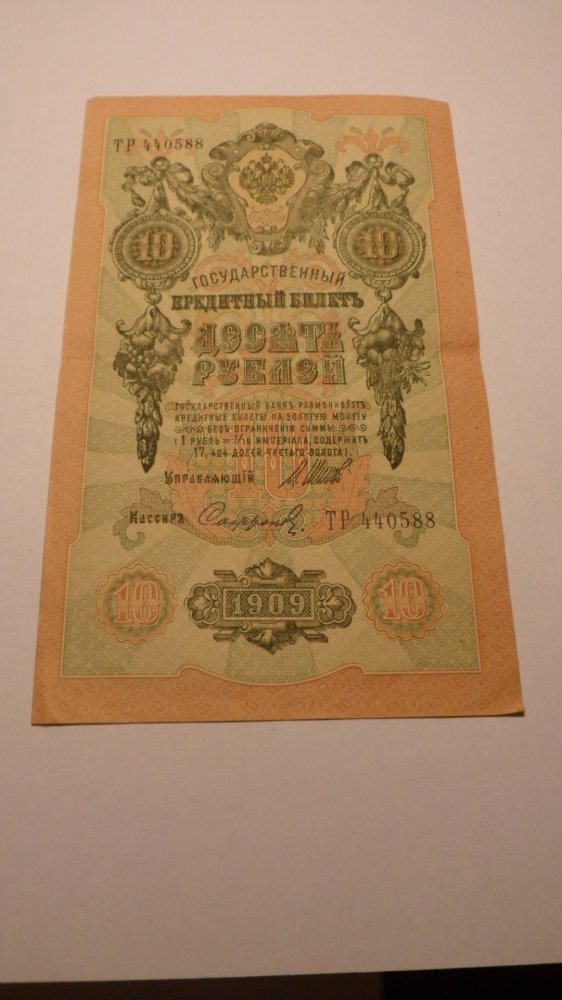 ТР 440588
10 10
ГОСУДАРСТВЕННЫЙ
КРЕДИТНЫЙ БИЛЕТЪ
ДЕСЯТЬ
РУБЛЕЙ
ГОСУДАРСТВЕННЫЙ БАНКЪ РАЗМѢНИВАЕТЪ
КРЕДИТНЫЕ БИЛЕТЫ НА ЗОЛОТУЮ МОНЕТУ
БЕЗЪ ОГРАНИЧЕНІЯ СУММЫ
(1 РУБЛЬ = 1/15 ИМПЕРІАЛА, СОДЕРЖИТЪ
17,424 ДОЛЕЙ ЧИСТАГО ЗОЛОТА).
10
Управляющій
Кассиръ ТР 440588
10 1909 10